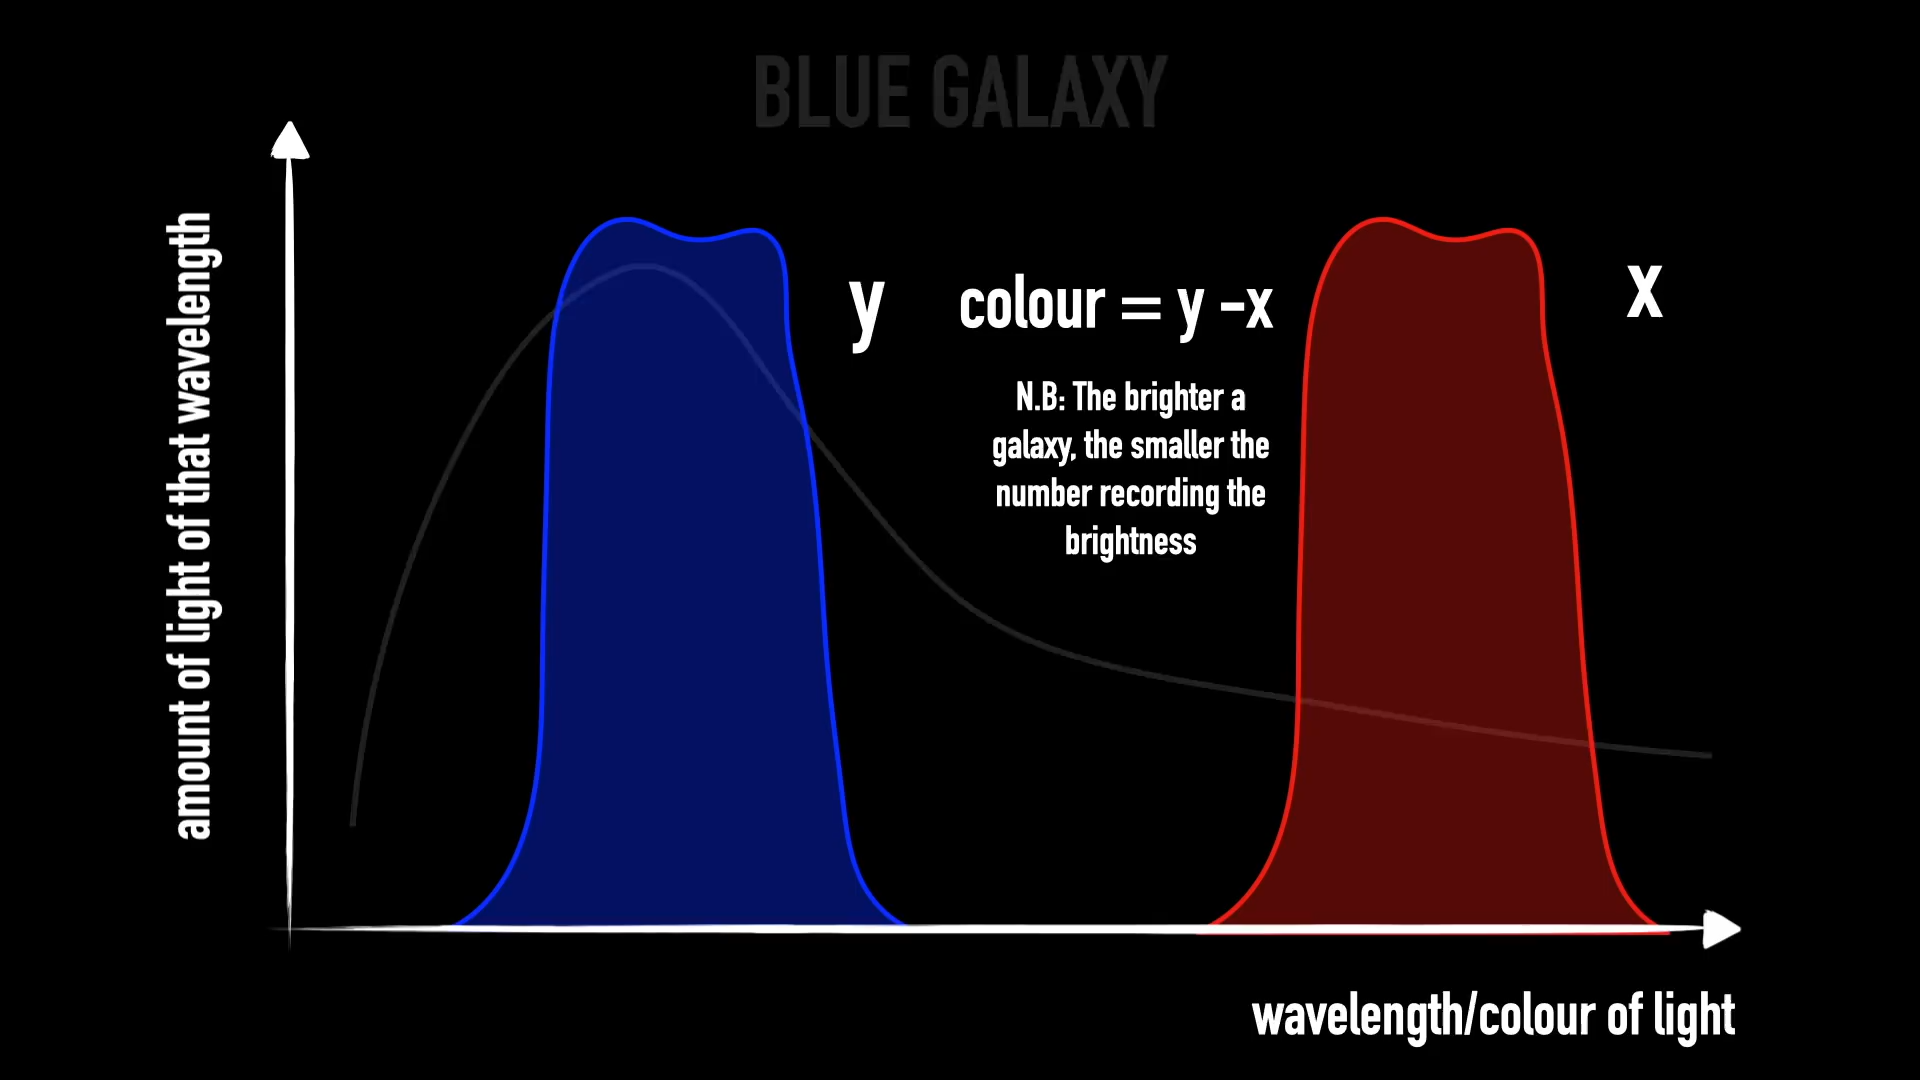 BLUE GALAXY
amount of light of that wavelength
y
colour = y -x
x
N.B: The brighter a
galaxy, the smaller the
number recording the
brightness
wavelength/colour of light